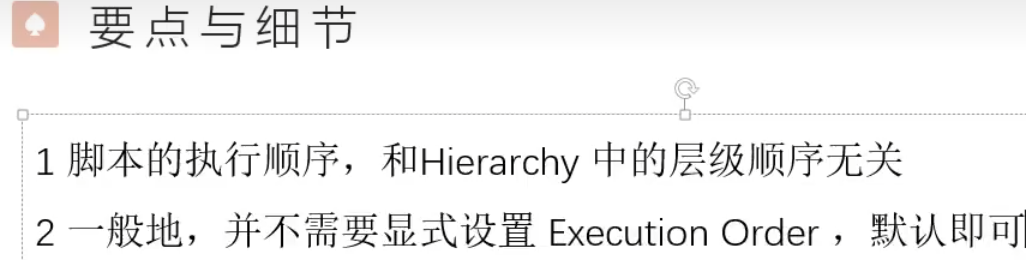 要点与细节
1 脚本的执行顺序，和Hierarchy 中的层级顺序无关
2 一般地，并不需要显式设置 Execution Order ，默认即可